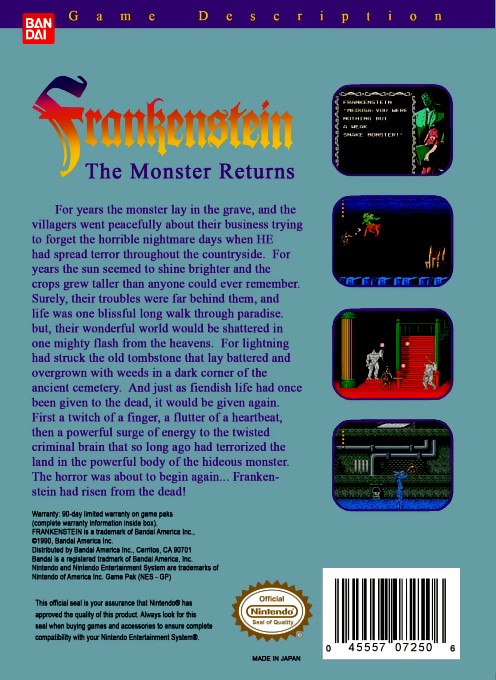 Game Description
BAN
DAI
Frankenstein
The Monster Returns
For years the monster lay in the grave, and the
villagers went peacefully about their business trying
to forget the horrible nightmare days when HE
had spread terror throughout the countryside. For
years the sun seemed to shine brighter and the
crops grew taller than anyone could ever remember.
Surely, their troubles were far behind them, and
life was one blissful long walk through paradise.
but, their wonderful world would be shattered in
one mighty flash from the heavens. For lightning
had struck the old tombstone that lay battered and
overgrown with weeds in a dark corner of the
ancient cemetery. And just as fiendish life had once
been given to the dead, it would be given again.
First a twitch of a finger, a flutter of a heartbeat,
then a powerful surge of energy to the twisted
criminal brain that so long ago had terrorized the
land in the powerful body of the hideous monster.
The horror was about to begin again... Franken-
stein had risen from the dead!
FRANKENSTEIN
"MEDUSA: YOU WERE
NOTHING BUT
A WEAK
SNAKE MONSTER!"
Warranty: 90-day limited warranty on game paks
(complete warranty information inside box).
FRANKENSTEIN is a trademark of Bandai America Inc.,
©1990, Bandai America Inc.
Distributed by Bandai America Inc., Cerritos, CA 90701
Bandai is a registered tradmark of Bandai America, Inc.
Nintendo and Nintendo Entertainment System are trademarks of
Nintendo of America Inc. Game Pak (NES - GP)
This official seal is your assurance that Nintendo® has
approved the quality of this product. Always look for this
seal when buying games and accessories to ensure complete
compatibility with your Nintendo Entertainment System®.
Official
Nintendo
Seal of Quality
®
MADE IN JAPAN
0 45557 07250 6